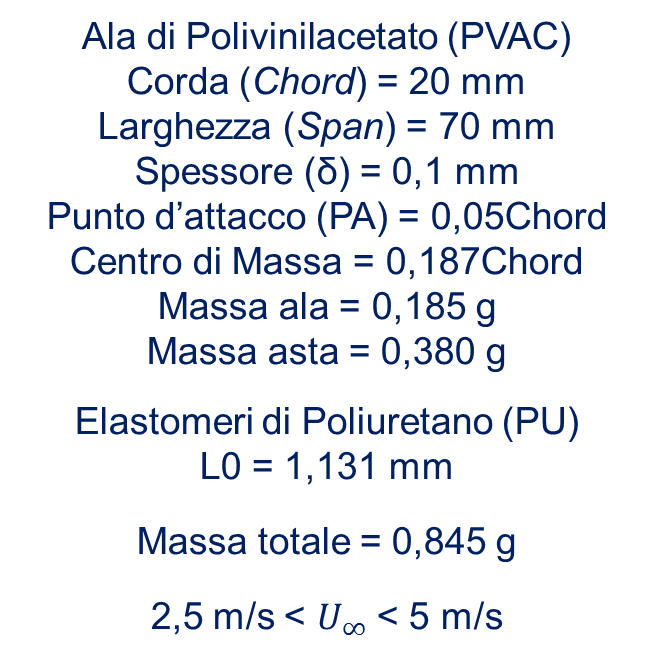 Ala di Polivinilacetato (PVAC)
Corda (Chord) = 20 mm
Larghezza (Span) = 70 mm
Spessore (δ) = 0,1 mm
Punto d’attacco (PA) = 0,05Chord
Centro di Massa = 0,187Chord
Massa ala = 0,185 g
Massa asta = 0,380 g
Elastomeri di Poliuretano (PU)
L0 = 1,131 mm
Massa totale = 0,845 g
2,5 m/s < U∞ < 5 m/s